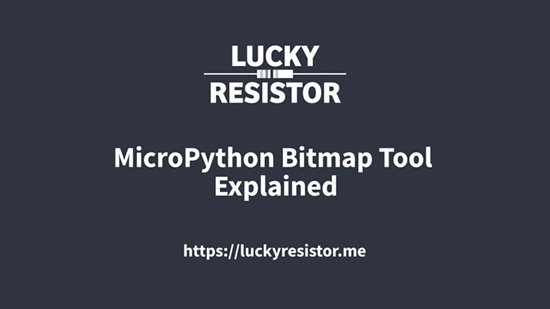 LUCKY
RESISTOR
MicroPython Bitmap Tool
Explained
https://luckyresistor.me